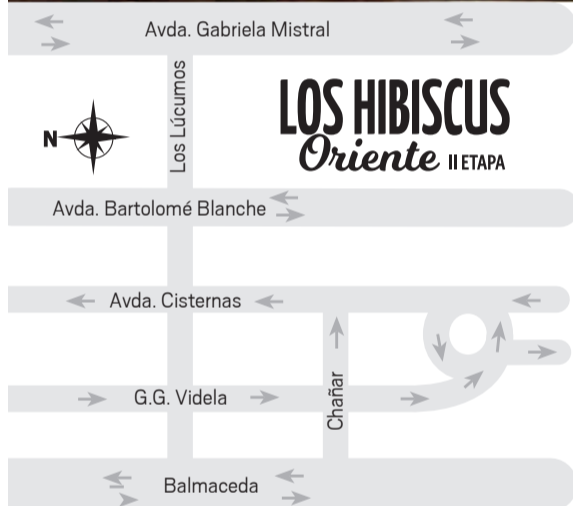 Avda. Gabriela Mistral
Los Lúcumos
LOS HIBISCUS
Oriente II ETAPA
N
Avda. Bartolomé Blanche
Avda. Cisternas
G.G. Videla
Chañar
Balmaceda